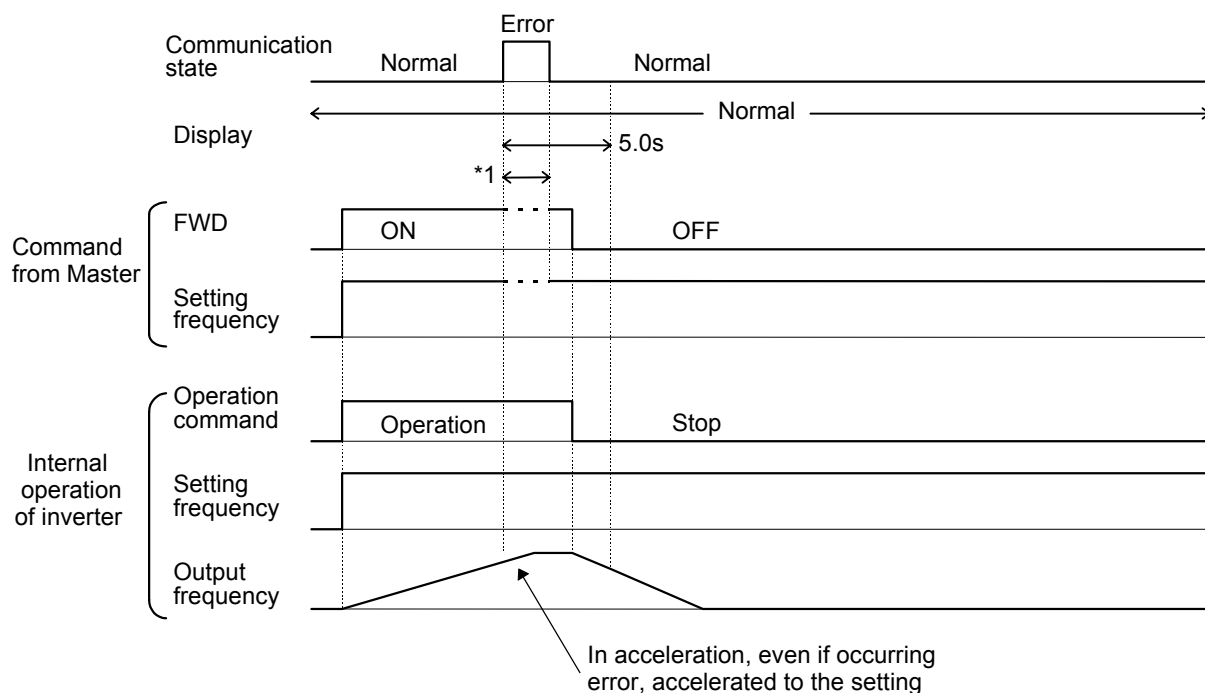 Error
Communication
state
Normal
Normal
Normal
Display
5.0s
*1
Command
from Master
FWD
ON
OFF
Setting
frequency
Internal
operation
of inverter
Operation
command
Operation
Stop
Setting
frequency
Output
frequency
In acceleration, even if occurring
error, accelerated to the setting